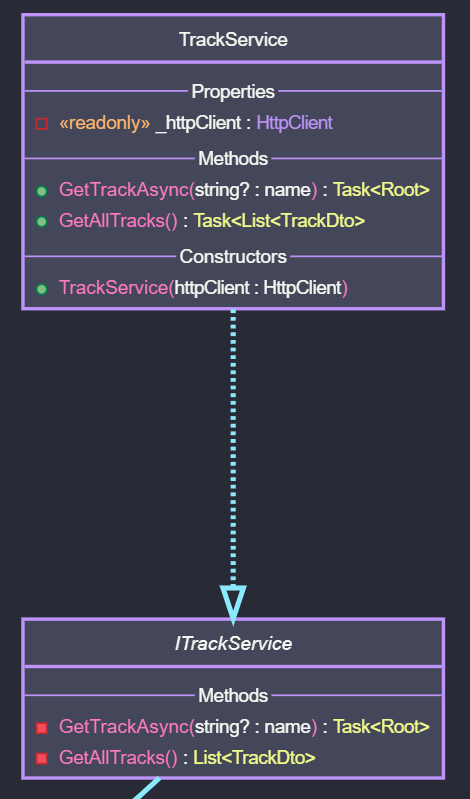 TrackService
Properties
«readonly» _httpClient : HttpClient
Methods
GetTrackAsync(string? : name) : Task<Root>
GetAllTracks() : Task<List<TrackDto>
Constructors
TrackService(httpClient : HttpClient)
ITrackService
Methods
GetTrackAsync(string? : name) : Task<Root>
GetAllTracks() : List<TrackDto>